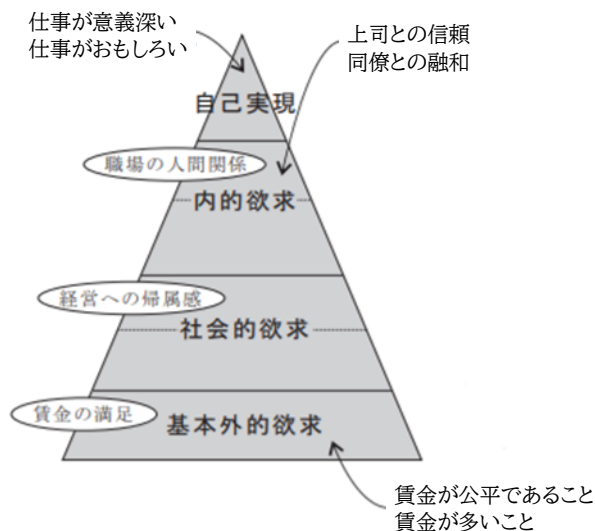 仕事が意義深い
仕事がおもしろい
上司との信頼
同僚との融和
自己実現
職場の人間関係
内的欲求
経営への帰属感
社会的欲求
賃金の満足
基本外的欲求
賃金が公平であること
賃金が多いこと